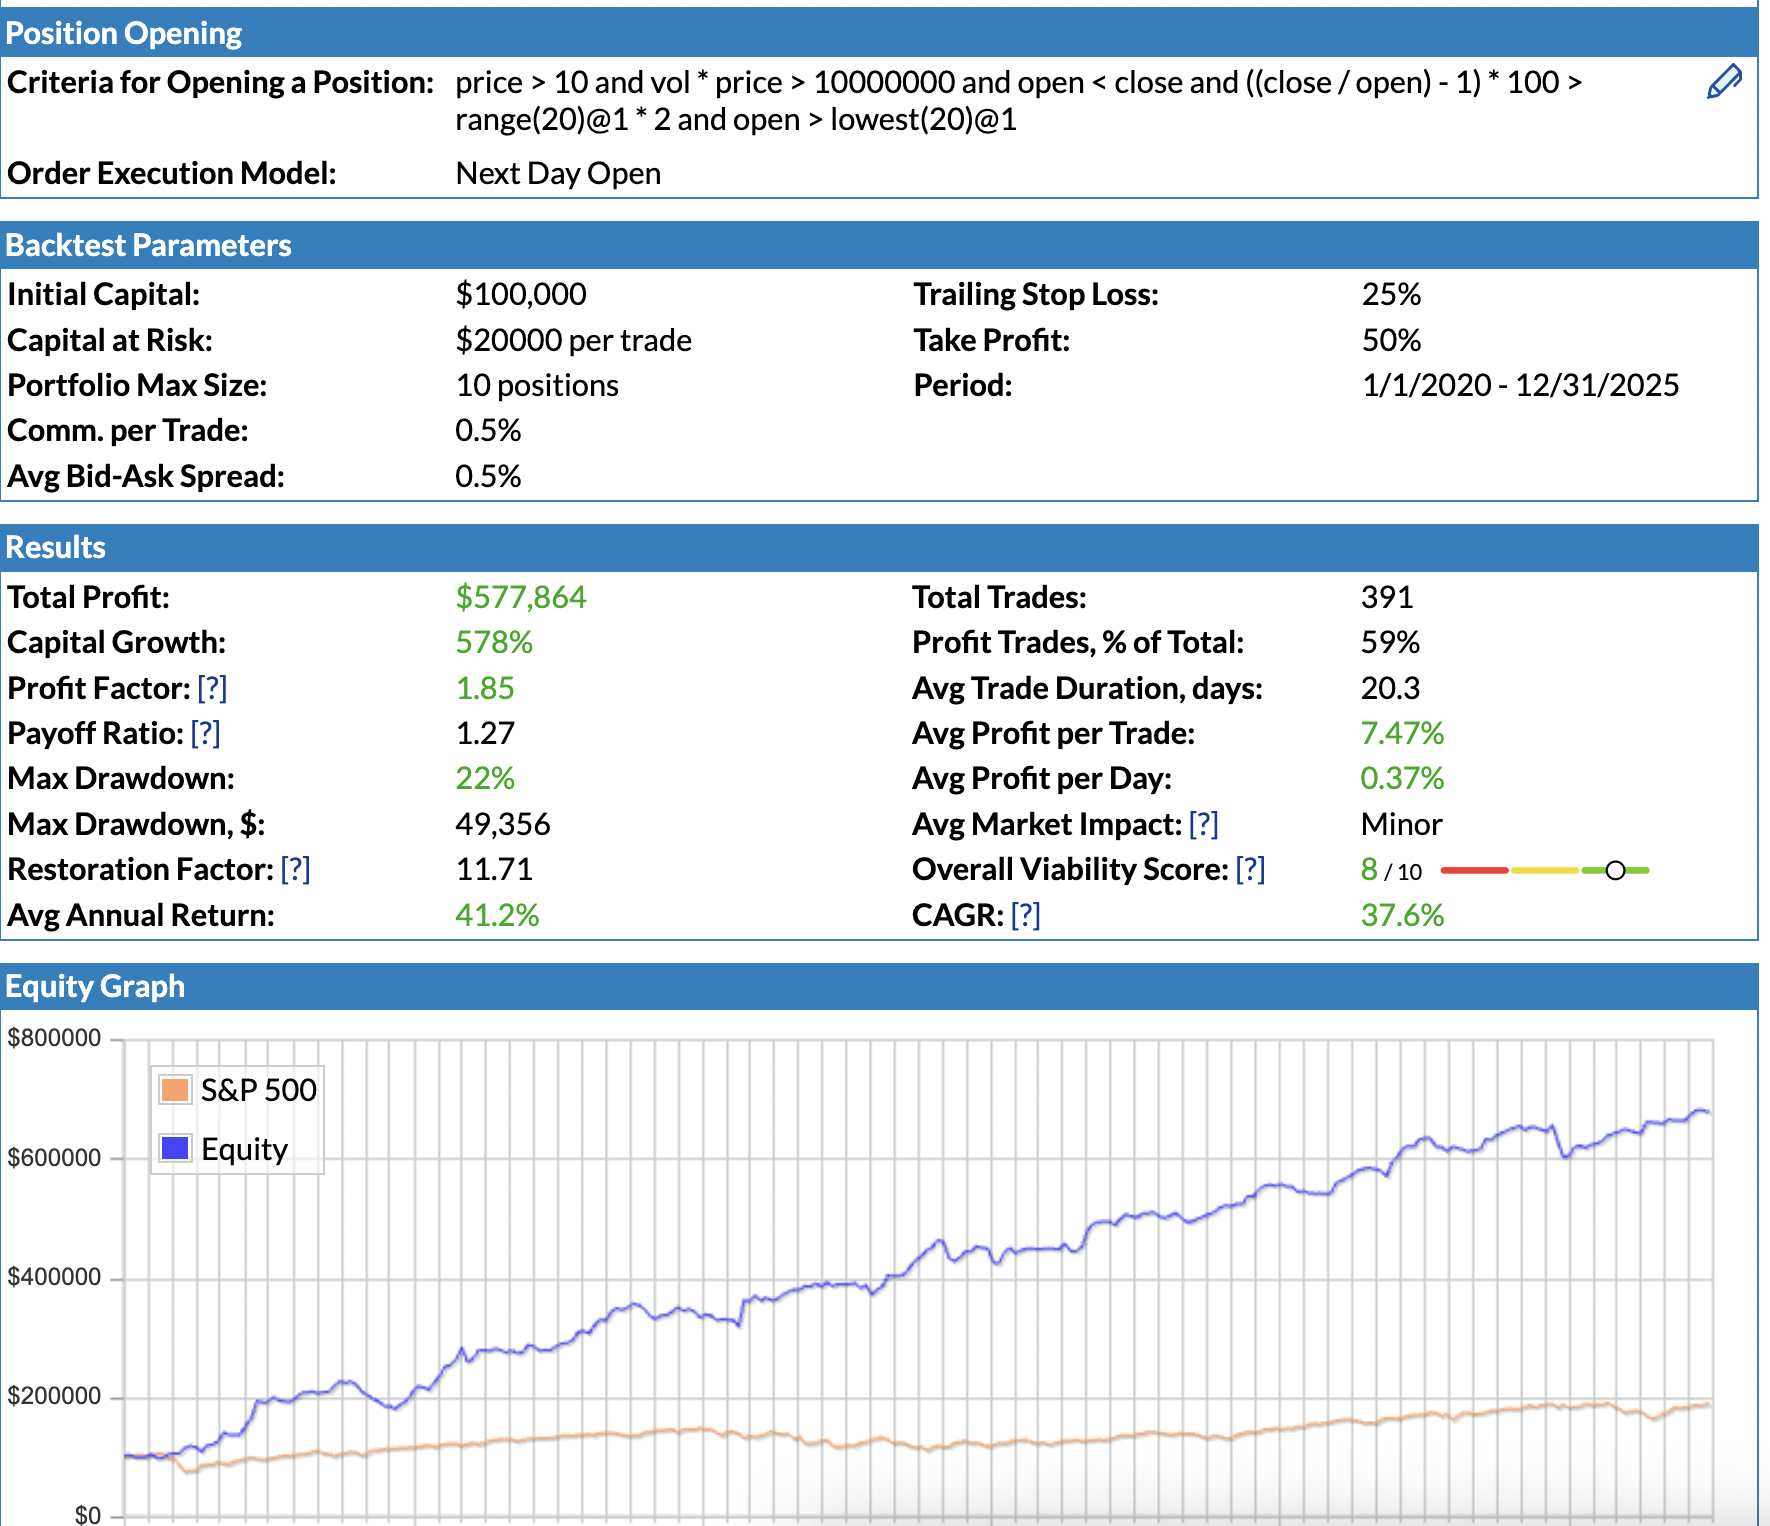 Position Opening
Criteria for Opening a Position: price > 10 and vol * price > 10000000 and open < close and ((close / open) - 1) * 100 >
range(20)@1 * 2 and open > lowest(20)@1
Order Execution Model: Next Day Open
Backtest Parameters
Initial Capital: $100,000 Trailing Stop Loss: 25%
Capital at Risk: $20000 per trade Take Profit: 50%
Portfolio Max Size: 10 positions Period: 1/1/2020 - 12/31/2025
Comm. per Trade: 0.5%
Avg Bid-Ask Spread: 0.5%
Results
Total Profit: $577,864 Total Trades: 391
Capital Growth: 578% Profit Trades, % of Total: 59%
Profit Factor: [?] 1.85 Avg Trade Duration, days: 20.3
Payoff Ratio: [?] 1.27 Avg Profit per Trade: 7.47%
Max Drawdown: 22% Avg Profit per Day: 0.37%
Max Drawdown, $: 49,356 Avg Market Impact: [?] Minor
Restoration Factor: [?] 11.71 Overall Viability Score: [?] 8 / 10
Avg Annual Return: 41.2% CAGR: [?] 37.6%
Equity Graph
$800000
S&P 500
Equity
$600000
$400000
$200000
$0